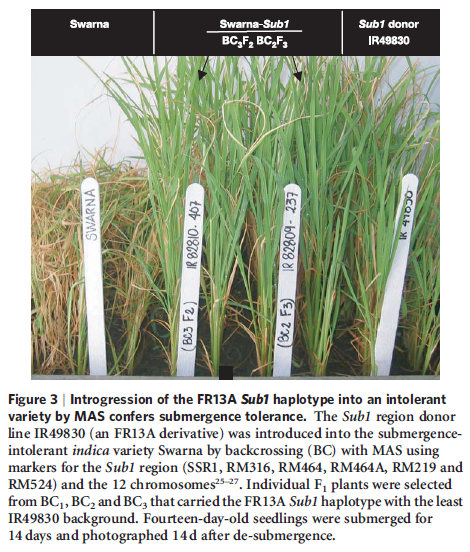 Swarna
Swarna-Sub1
BC₃F₂ BC₂F₃
Sub1 donor
IR49830
SWARNA
(BC3 F2) IR 82810-407
(BC2 F3) IR 82809-237
IR 49830
Figure 3 | Introgression of the FR13A Sub1 haplotype into an intolerant
variety by MAS confers submergence tolerance. The Sub1 region donor
line IR49830 (an FR13A derivative) was introduced into the submergence-
intolerant indica variety Swarna by backcrossing (BC) with MAS using
markers for the Sub1 region (SSR1, RM316, RM464, RM464A, RM219 and
RM524) and the 12 chromosomes²⁵⁻²⁷. Individual F₁ plants were selected
from BC₁, BC₂ and BC₃ that carried the FR13A Sub1 haplotype with the least
IR49830 background. Fourteen-day-old seedlings were submerged for
14 days and photographed 14 d after de-submergence.